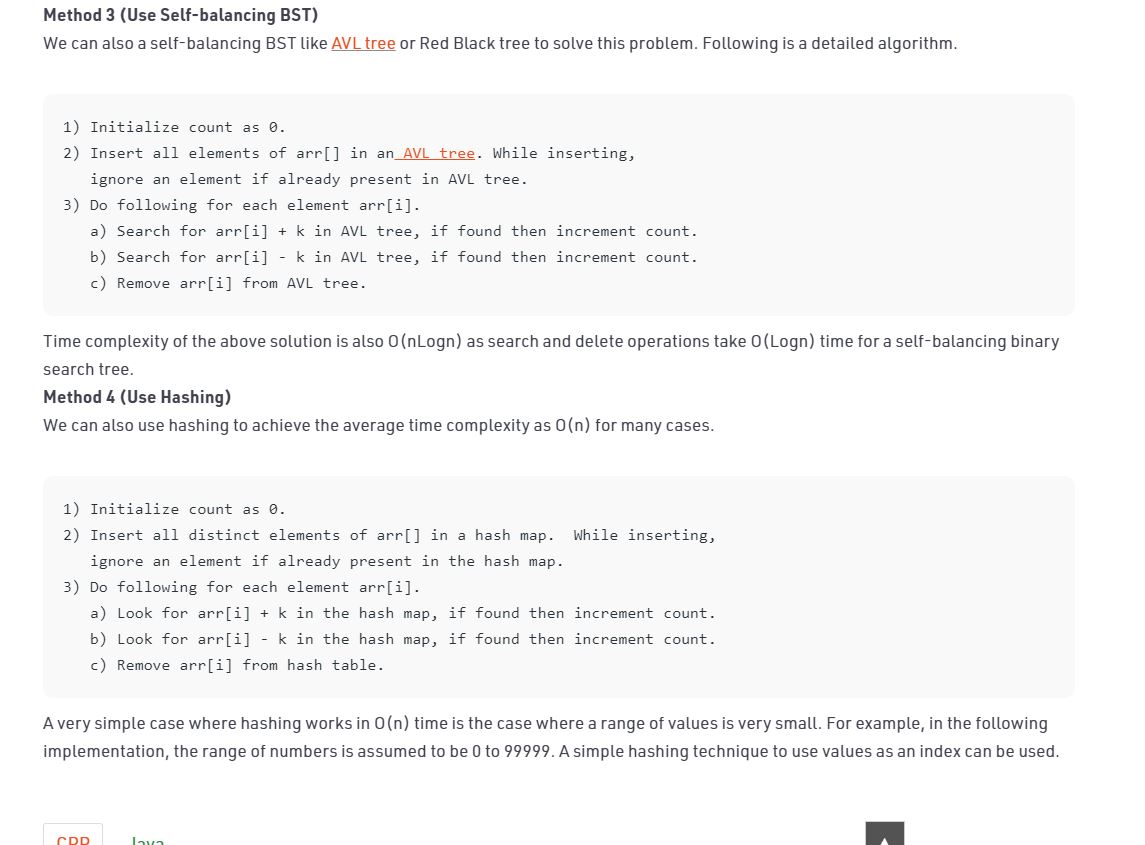 Method 3 (Use Self-balancing BST)
We can also a self-balancing BST like AVL tree or Red Black tree to solve this problem. Following is a detailed algorithm.
1) Initialize count as 0.
2) Insert all elements of arr[] in an AVL tree. While inserting,
ignore an element if already present in AVL tree.
3) Do following for each element arr[i].
a) Search for arr[i] + k in AVL tree, if found then increment count.
b) Search for arr[i] - k in AVL tree, if found then increment count.
c) Remove arr[i] from AVL tree.
Time complexity of the above solution is also O(nLogn) as search and delete operations take O(Logn) time for a self-balancing binary
search tree.
Method 4 (Use Hashing)
We can also use hashing to achieve the average time complexity as O(n) for many cases.
1) Initialize count as 0.
2) Insert all distinct elements of arr[] in a hash map.  While inserting,
ignore an element if already present in the hash map.
3) Do following for each element arr[i].
a) Look for arr[i] + k in the hash map, if found then increment count.
b) Look for arr[i] - k in the hash map, if found then increment count.
c) Remove arr[i] from hash table.
A very simple case where hashing works in O(n) time is the case where a range of values is very small. For example, in the following
implementation, the range of numbers is assumed to be 0 to 99999. A simple hashing technique to use values as an index can be used.
CPP Java